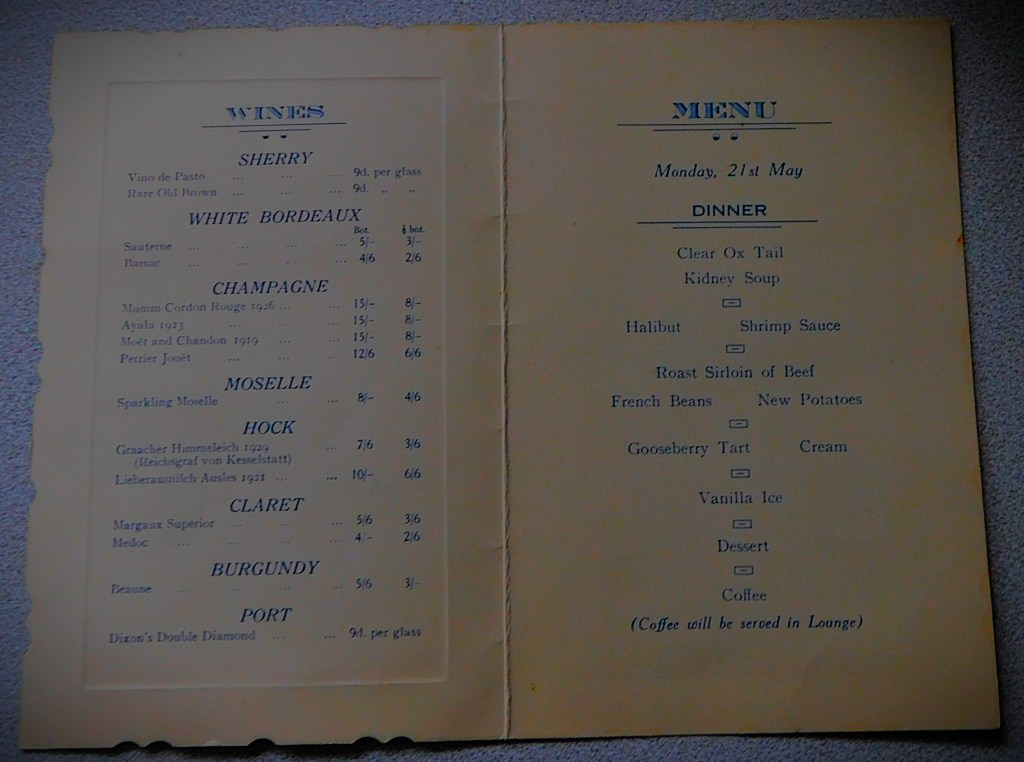 WINES
SHERRY
Vino de Pasto ... ... ... 9d. per glass
Rare Old Brown ... ... ... 9d. „ „
WHITE BORDEAUX
Bot. ½ bot.
Sauterne ... ... ... ... 5/- 3/-
Barsac ... ... ... ... 4/6 2/6
CHAMPAGNE
Mumm Cordon Rouge 1926 ... ... 15/- 8/-
Ayala 1923 ... ... ... 15/- 8/-
Moët and Chandon 1919 ... ... 15/- 8/-
Perrier Jouët ... ... ... 12/6 6/6
MOSELLE
Sparkling Moselle ... ... 8/- 4/6
HOCK
Graacher Himmeleich 1929 ... 7/6 3/6
(Reichsgraf von Kesselstatt)
Lieberaumilch Ausles 1921 ... ... 10/- 6/6
CLARET
Margaux Superior ... ... ... 5/6 3/6
Medoc ... ... ... ... 4/- 2/6
BURGUNDY
Beaune ... ... ... ... 5/6 3/-
PORT
Dixon's Double Diamond ... ... 9d. per glass
MENU
Monday, 21st May
DINNER
Clear Ox Tail
Kidney Soup
Halibut Shrimp Sauce
Roast Sirloin of Beef
French Beans New Potatoes
Gooseberry Tart Cream
Vanilla Ice
Dessert
Coffee
(Coffee will be served in Lounge)